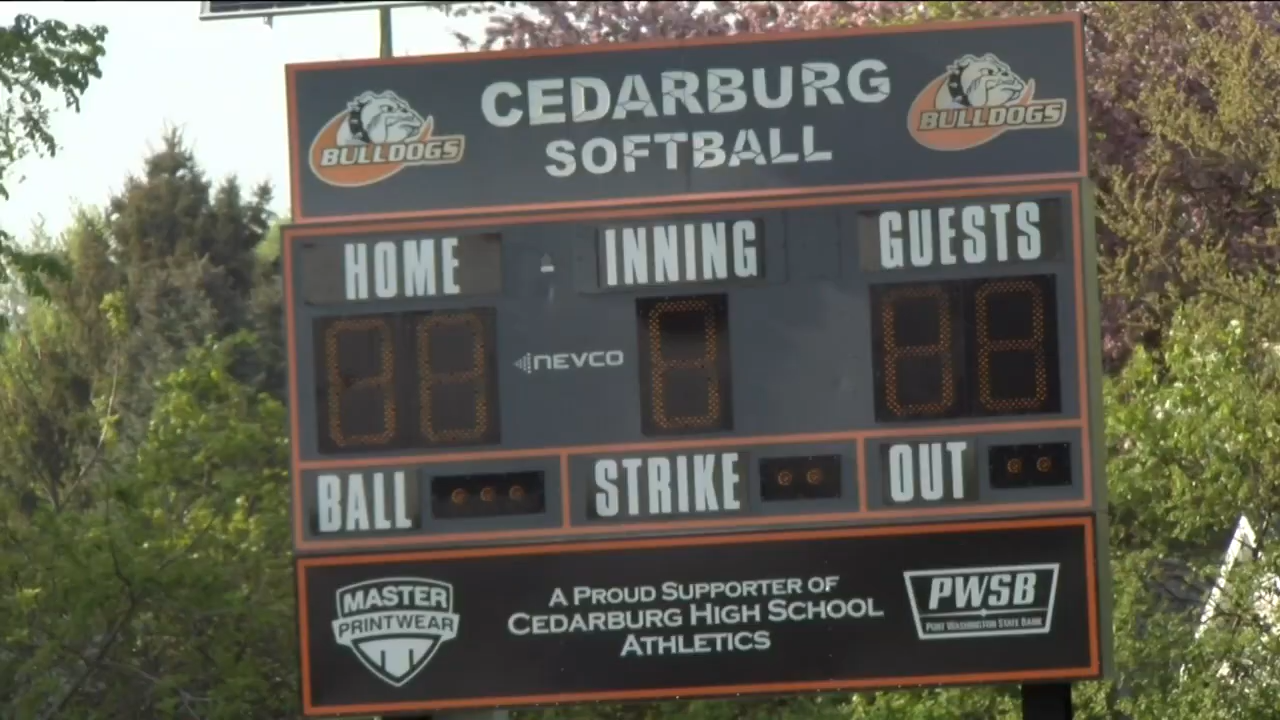 CEDARBURG
SOFTBALL
BULLDOGS
BULLDOGS
HOME
INNING
GUESTS
NEVCO
BALL
STRIKE
OUT
MASTER
PRINTWEAR
A PROUD SUPPORTER OF
CEDARBURG HIGH SCHOOL
ATHLETICS
PWSB
PORT WASHINGTON STATE BANK